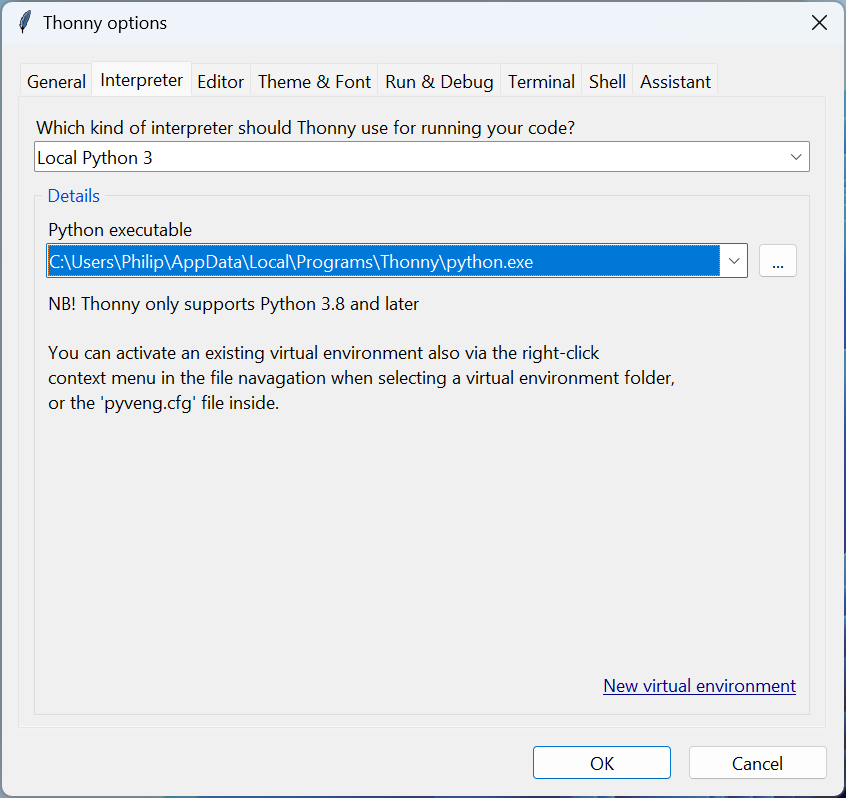 Thonny options
General Interpreter Editor Theme & Font Run & Debug Terminal Shell Assistant
Which kind of interpreter should Thonny use for running your code?
Local Python 3
Details
Python executable
C:\Users\Philip\AppData\Local\Programs\Thonny\python.exe ...
NB! Thonny only supports Python 3.8 and later
You can activate an existing virtual environment also via the right-click
context menu in the file navagation when selecting a virtual environment folder,
or the 'pyveng.cfg' file inside.
New virtual environment
OK Cancel